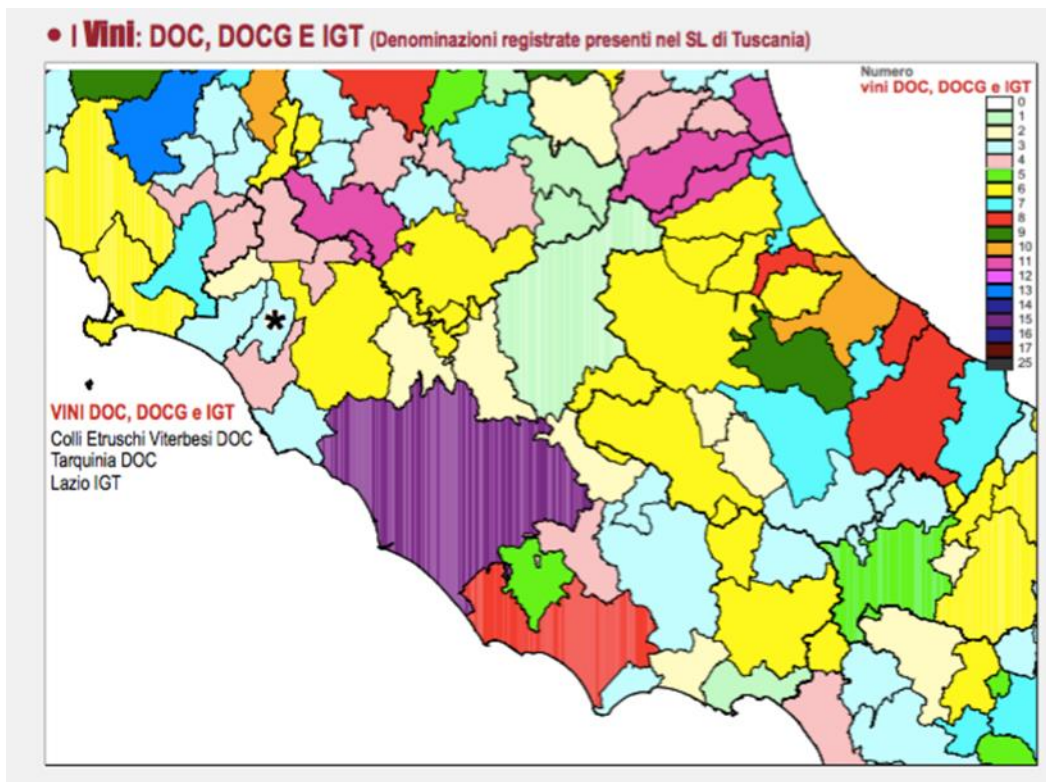 • I Vini: DOC, DOCG E IGT (Denominazioni registrate presenti nel SL di Tuscania)
Numero
vini DOC, DOCG e IGT
0
1
2
3
4
5
6
7
8
9
10
11
12
13
14
15
16
17
25
*
VINI DOC, DOCG e IGT
Colli Etruschi Viterbesi DOC
Tarquinia DOC
Lazio IGT